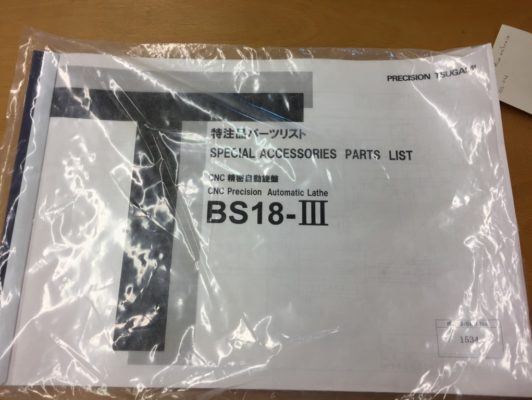 PRECISION TSUGAMI
特注品パーツリスト
SPECIAL ACCESSORIES PARTS LIST
CNC 精密自動旋盤
CNC Precision Automatic Lathe
BS18-III
1534